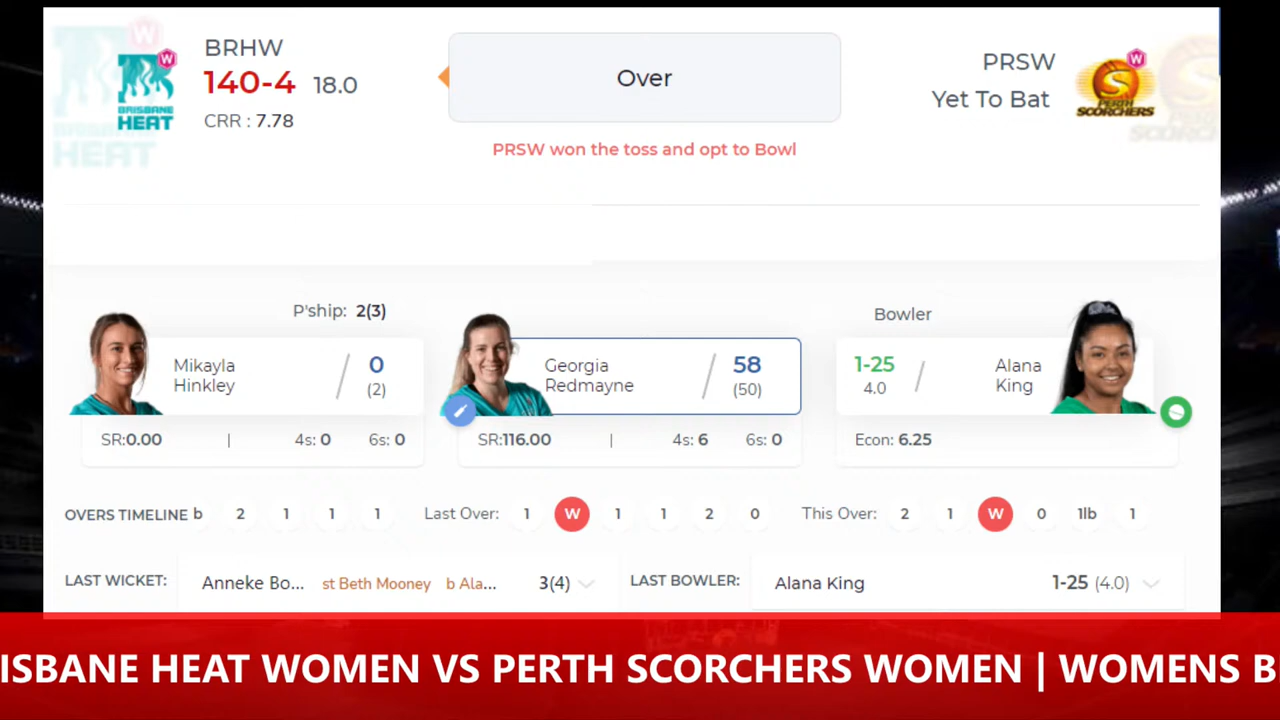 BRHW
140-4 18.0
CRR : 7.78
BRISBANE
HEAT
W
Over
PRSW won the toss and opt to Bowl
PRSW
Yet To Bat
PERTH
SCORCHERS
W
P'ship: 2(3)
Mikayla
Hinkley
0
(2)
SR:0.00 | 4s: 0 6s: 0
Georgia
Redmayne
58
(50)
SR:116.00 | 4s: 6 6s: 0
Bowler
1-25
4.0
Alana
King
Econ: 6.25
OVERS TIMELINE b 2 1 1 1 Last Over: 1 W 1 1 2 0 This Over: 2 1 W 0 1lb 1
LAST WICKET: Anneke Bo... st Beth Mooney b Ala... 3(4) LAST BOWLER: Alana King 1-25 (4.0)
ISBANE HEAT WOMEN VS PERTH SCORCHERS WOMEN | WOMENS B